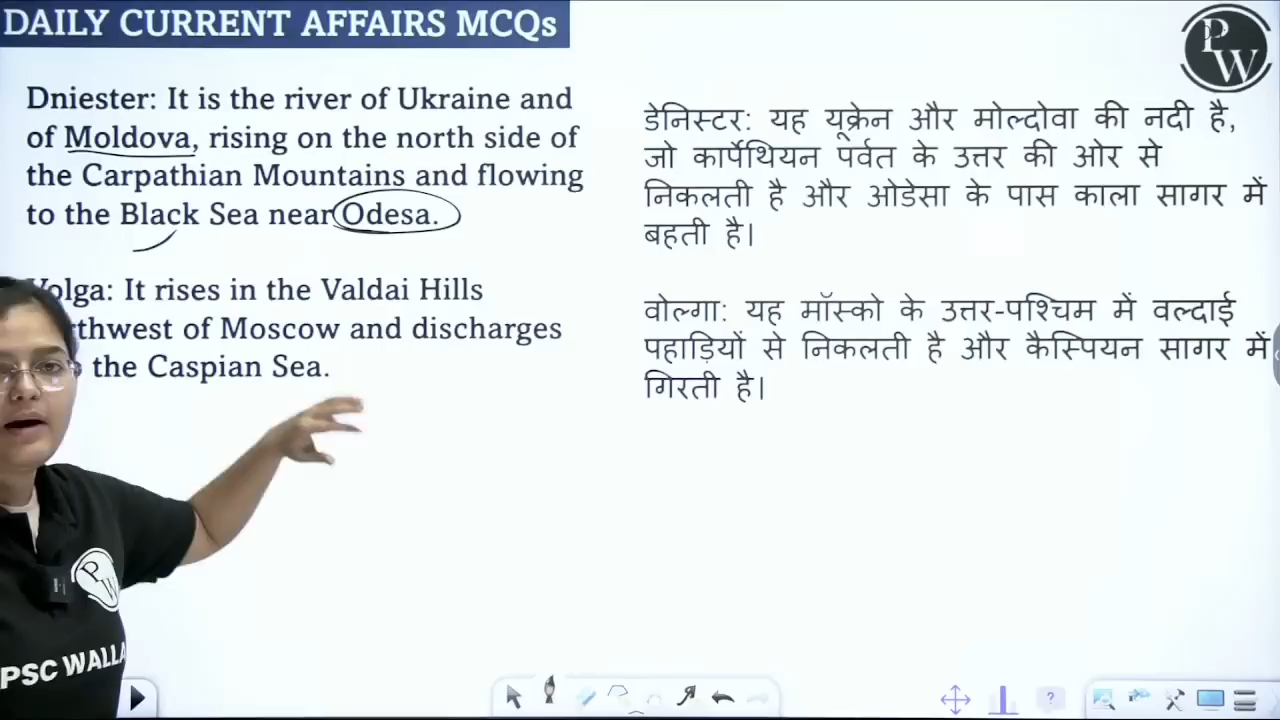 DAILY CURRENT AFFAIRS MCQs
PW
Dniester: It is the river of Ukraine and
of Moldova, rising on the north side of
the Carpathian Mountains and flowing
to the Black Sea near Odesa.
Volga: It rises in the Valdai Hills
rthwest of Moscow and discharges
the Caspian Sea.
डेनिस्टर: यह यूक्रेन और मोल्दोवा की नदी है,
जो कार्पेथियन पर्वत के उत्तर की ओर से
निकलती है और ओडेसा के पास काला सागर में
बहती है।
वोल्गा: यह मॉस्को के उत्तर-पश्चिम में वल्दाई
पहाड़ियों से निकलती है और कैस्पियन सागर में
गिरती है।
PW
PSC WALLA
?